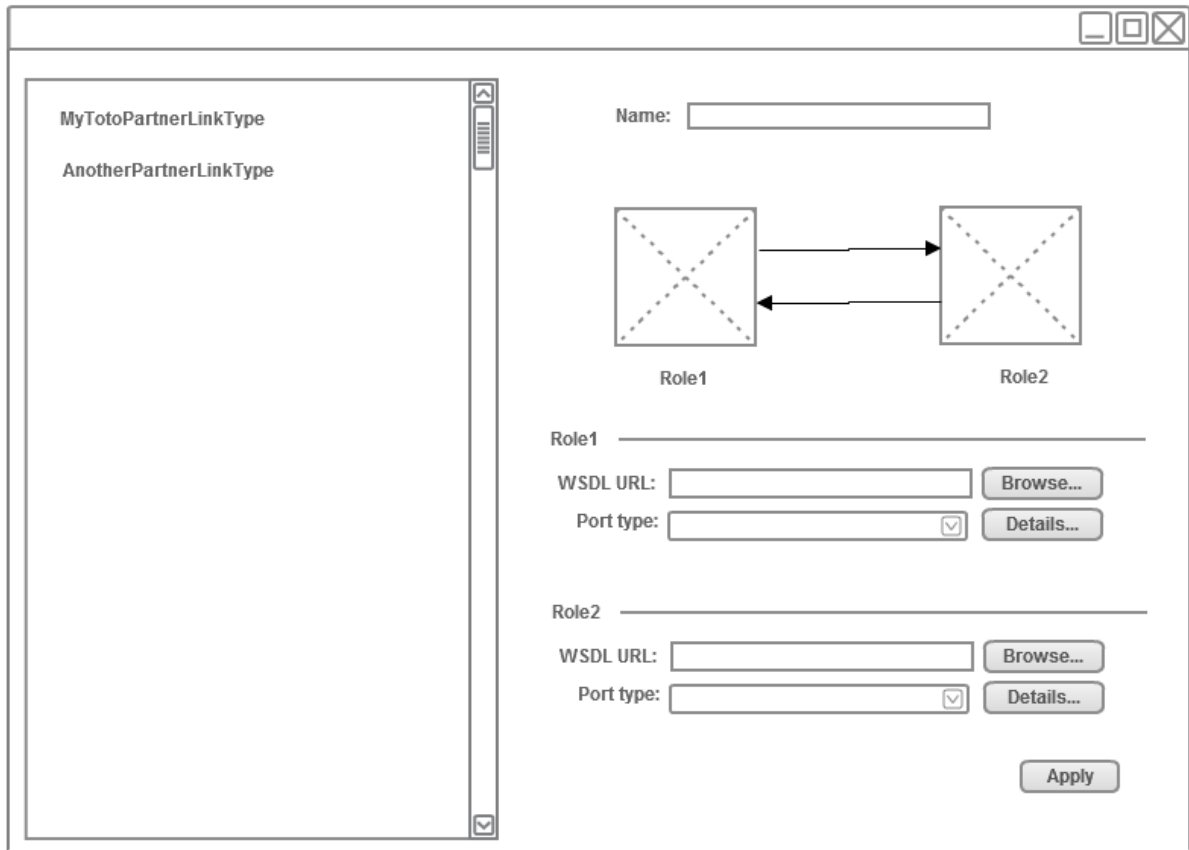 MyTotoPartnerLinkType
AnotherPartnerLinkType
Name:
Role1
Role2
Role1
WSDL URL:
Browse...
Port type:
Details...
Role2
WSDL URL:
Browse...
Port type:
Details...
Apply